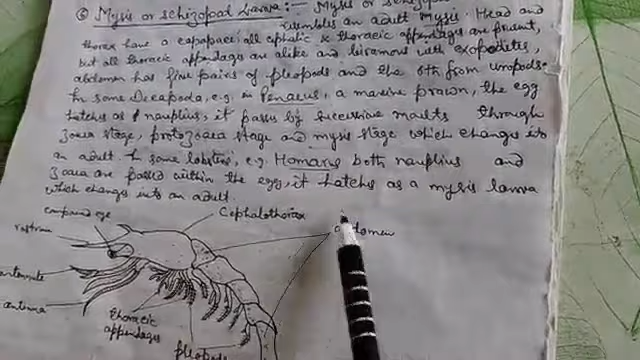 ⑥ Mysis or schizopod larva :- Mysis or schizop
resembles an adult Mysis. Head and
thorax have a carapace; all cephalic & thoracic appendages are present,
but all thoracic appendages are alike and biramous with exopodites,
abdomen has five pairs of pleopods and the 6th form uropods.
In some Decapoda, e.g. in Penaeus, a marine prawn, the egg
hatches as nauplius, it passes by successive moults through
zoaea stage, protozoaea stage and mysis stage which changes into
an adult. In some lobsters, e.g. Homarus both nauplius and
zoaea are passed within the egg, it hatches as a mysis larva
which changes into an adult.
compound eye
Cephalothorax
rostrum
abdomen
antennule
antenna
thoracic
appendages
pleopods